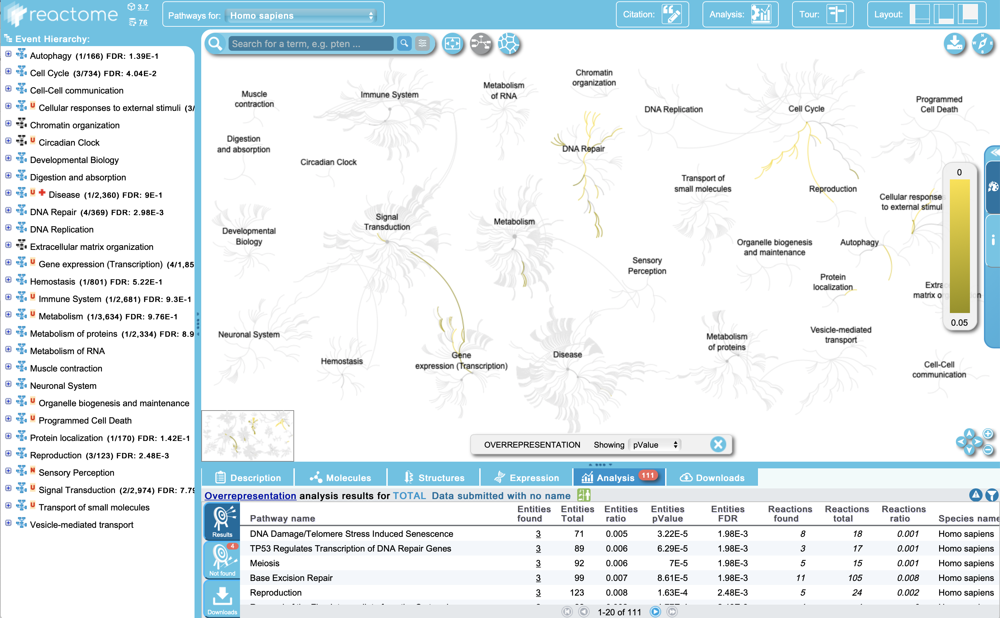 reactome
3.7
76
Pathways for: Homo sapiens
Citation:
Analysis:
Tour:
Layout:
Event Hierarchy:
Autophagy (1/166) FDR: 1.39E-1
Cell Cycle (3/734) FDR: 4.04E-2
Cell-Cell communication
U Cellular responses to external stimuli (3/
Chromatin organization
U Circadian Clock
Developmental Biology
Digestion and absorption
U Disease (1/2,360) FDR: 9E-1
DNA Repair (4/369) FDR: 2.98E-3
DNA Replication
Extracellular matrix organization
U Gene expression (Transcription) (4/1,85
Hemostasis (1/801) FDR: 5.22E-1
U Immune System (1/2,681) FDR: 9.3E-1
U Metabolism (1/3,634) FDR: 9.76E-1
Metabolism of proteins (1/2,334) FDR: 8.9
Metabolism of RNA
Muscle contraction
Neuronal System
U Organelle biogenesis and maintenance
U Programmed Cell Death
Protein localization (1/170) FDR: 1.42E-1
Reproduction (3/123) FDR: 2.48E-3
N Sensory Perception
U Signal Transduction (2/2,974) FDR: 7.79
U Transport of small molecules
Vesicle-mediated transport
Search for a term, e.g. pten ...
N
W E
S
Muscle
contraction
Immune System
Metabolism
of RNA
Chromatin
organization
DNA Replication
Cell Cycle
Programmed
Cell Death
Digestion
and absorption
Circadian Clock
DNA Repair
Transport of
small molecules
Reproduction
Cellular responses
to external stimul
Signal
Transduction
Metabolism
Developmental
Biology
Organelle biogenesis
and maintenance
Autophagy
Sensory
Perception
Protein
localization
Extrac
matrix organization
0
0.05
Neuronal System
Hemostasis
Gene
expression (Transcription)
Disease
Metabolism
of proteins
Vesicle-mediated
transport
Cell-Cell
communication
OVERREPRESENTATION Showing pValue
Description
Molecules
Structures
Expression
Analysis 111
Downloads
Overrepresentation analysis results for TOTAL Data submitted with no name
Results
4
Not found
Downloads
Pathway name Entities found Entities Total Entities ratio Entities pValue Entities FDR Reactions found Reactions total Reactions ratio Species name
DNA Damage/Telomere Stress Induced Senescence 3 71 0.005 3.22E-5 1.98E-3 8 18 0.001 Homo sapiens
TP53 Regulates Transcription of DNA Repair Genes 3 89 0.006 6.29E-5 1.98E-3 3 17 0.001 Homo sapiens
Meiosis 3 92 0.006 7E-5 1.98E-3 5 15 0.001 Homo sapiens
Base Excision Repair 3 99 0.007 8.61E-5 1.98E-3 11 105 0.008 Homo sapiens
Reproduction 3 123 0.008 1.63E-4 2.48E-3 5 24 0.002 Homo sapiens
1-20 of 111